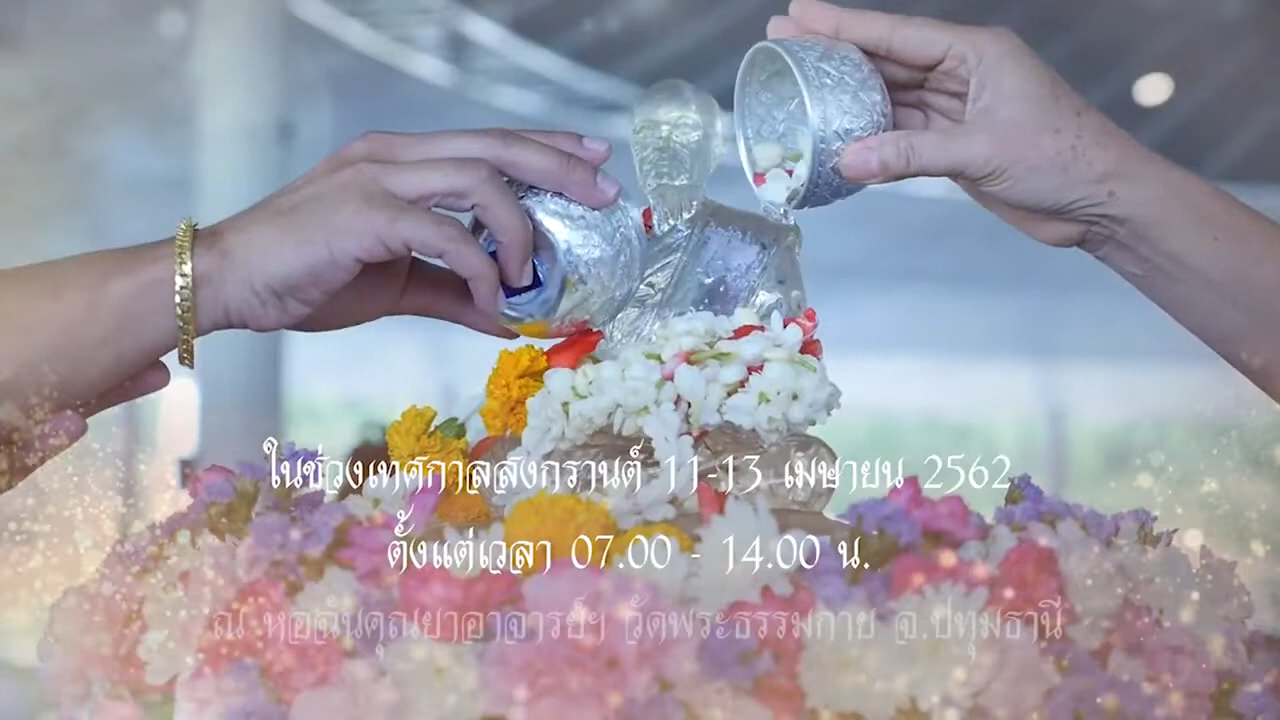 ในช่วงเทศกาลสงกรานต์ 11-13 เมษายน 2562
ตั้งแต่เวลา 07.00 - 14.00 น.
ณ หอฉันคุณยายอาจารย์ฯ วัดพระธรรมกาย จ.ปทุมธานี